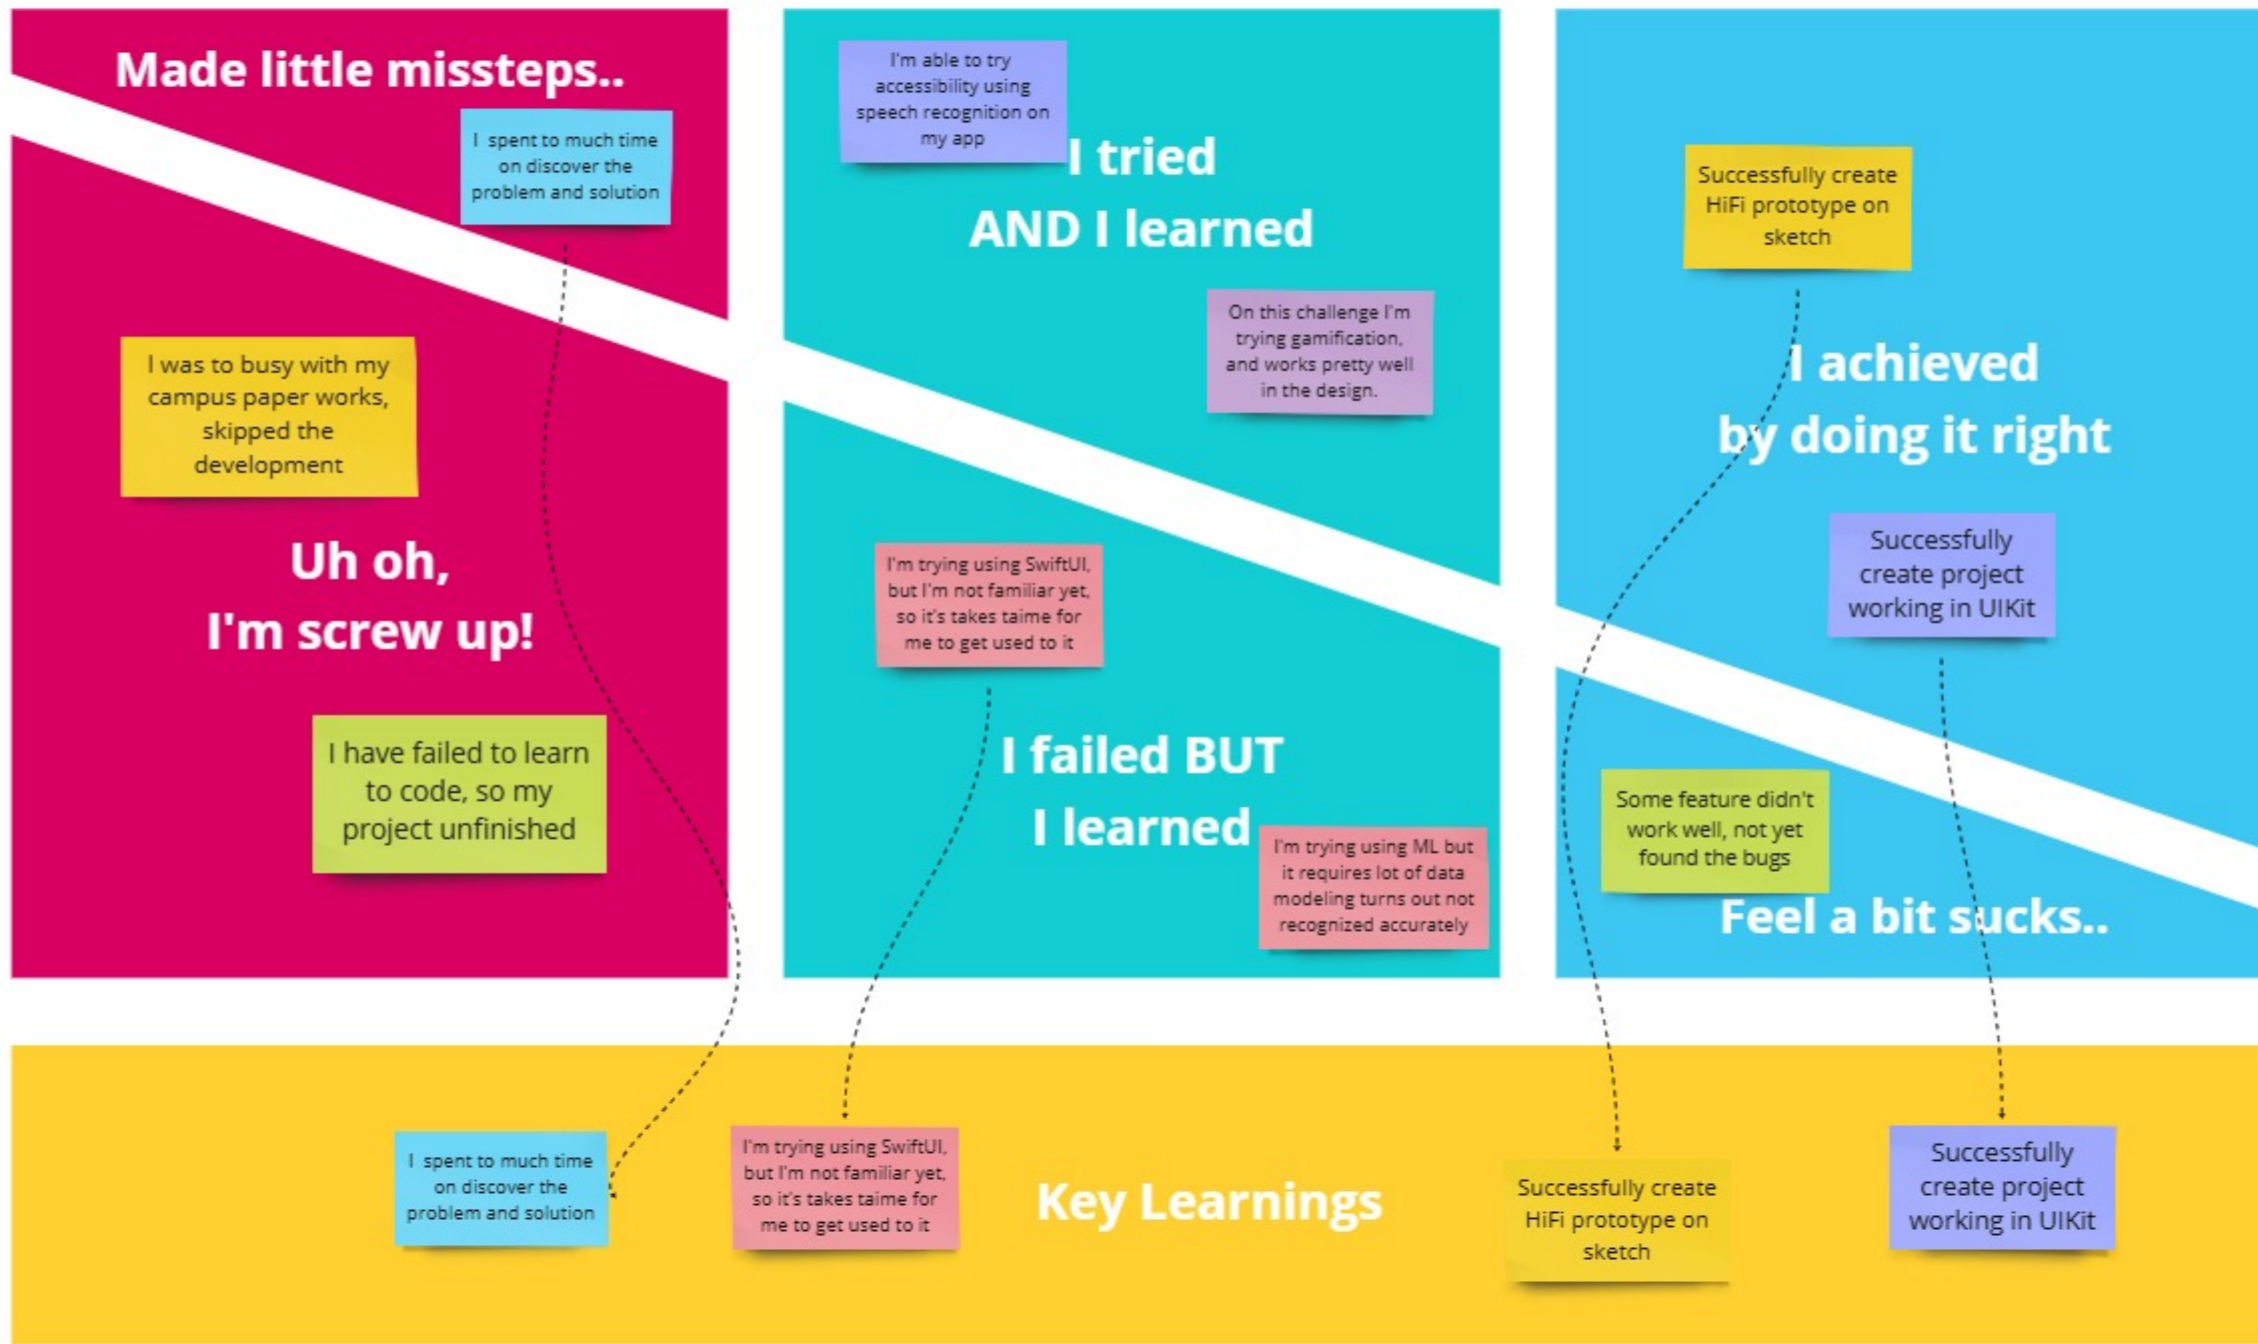 Made little missteps..
I spent to much time
on discover the
problem and solution
I was to busy with my
campus paper works,
skipped the
development
Uh oh,
I'm screw up!
I have failed to learn
to code, so my
project unfinished
I'm able to try
accessibility using
speech recognition on
my app
I tried
AND I learned
On this challenge I'm
trying gamification,
and works pretty well
in the design.
I'm trying using SwiftUI,
but I'm not familiar yet,
so it's takes taime for
me to get used to it
I failed BUT
I learned
I'm trying using ML but
it requires lot of data
modeling turns out not
recognized accurately
Successfully create
HiFi prototype on
sketch
I achieved
by doing it right
Successfully
create project
working in UIKit
Some feature didn't
work well, not yet
found the bugs
Feel a bit sucks..
I spent to much time
on discover the
problem and solution
I'm trying using SwiftUI,
but I'm not familiar yet,
so it's takes taime for
me to get used to it
Key Learnings
Successfully create
HiFi prototype on
sketch
Successfully
create project
working in UIKit